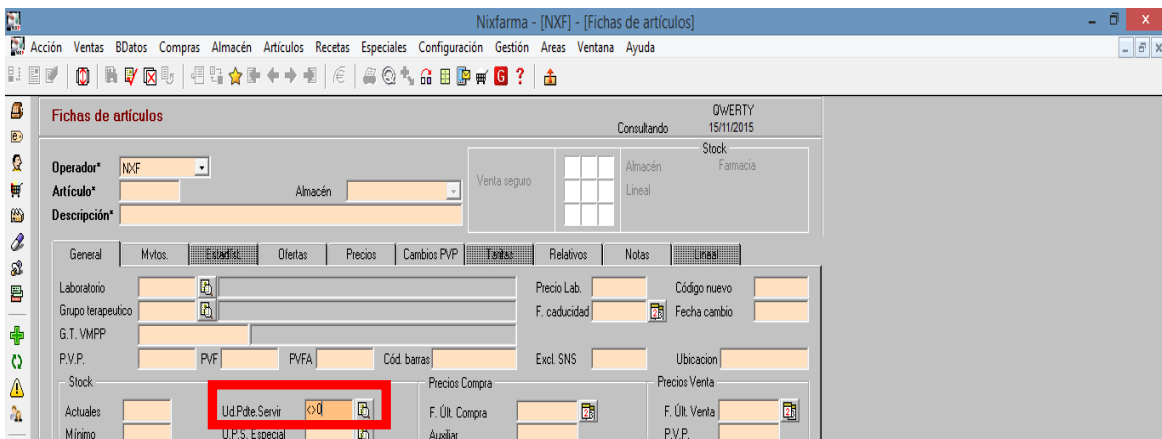 Nixfarma - [NXF] - [Fichas de artículos]
Acción Ventas BDatos Compras Almacén Artículos Recetas Especiales Configuración Gestión Areas Ventana Ayuda
Fichas de artículos QWERTY
Consultando 15/11/2015
Stock
Operador* NXF Venta seguro Almacén Farmacia
Artículo* Almacén Lineal
Descripción*
General Mvtos. Estadíst. Ofertas Precios Cambios PVP Tarifas Relativos Notas Lineal
Laboratorio Precio Lab. Código nuevo
Grupo terapeutico F. caducidad Fecha cambio
G.T. VMPP
P.V.P. PVF PVFA Cód. barras Excl. SNS Ubicacion
Stock Precios Compra Precios Venta
Actuales Ud.Pdte.Servir <>0 F. Últ. Compra F. Últ. Venta
Mínimo U.P.S. Especial Auxiliar P.V.P.